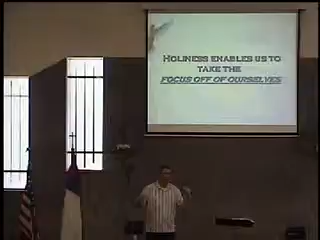 Holiness enables us to
take the
focus off of ourselves